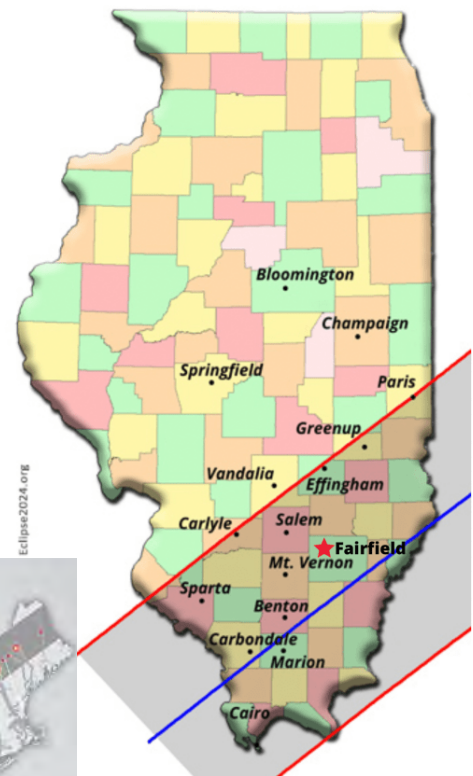 Bloomington
Champaign
Springfield
Paris
Greenup
Vandalia
Effingham
Carlyle
Salem
Fairfield
Mt. Vernon
Sparta
Benton
Carbondale
Marion
Cairo
Eclipse2024.org